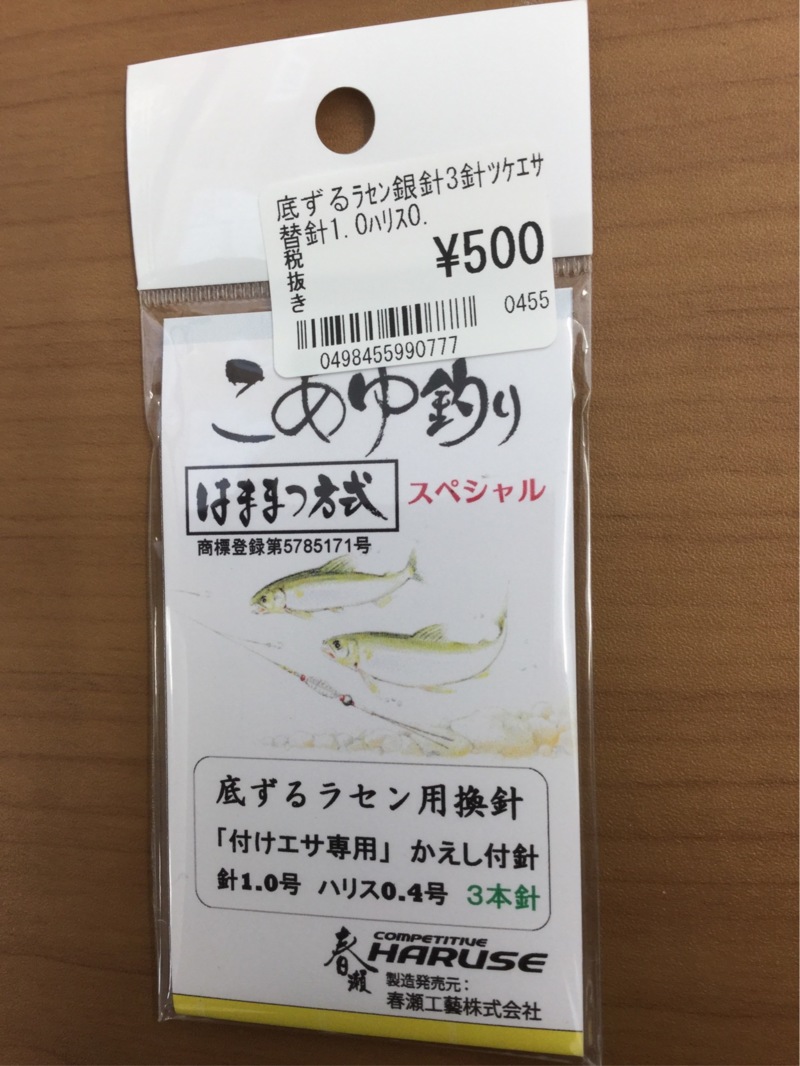 底ずるラセン銀針3針ツケエサ
替針1.0ハリス0.
税抜き
¥500
0455
0498455990777
こあゆ釣り
はままつ方式 スペシャル
商標登録第5785171号
底ずるラセン用換針
「付けエサ専用」かえし付針
針1.0号 ハリス0.4号 3本針
春瀬
COMPETITIVE
HARUSE
製造発売元:
春瀬工藝株式会社